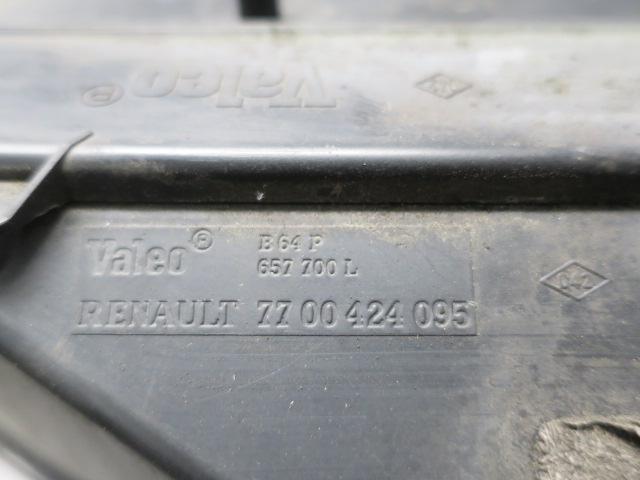 Valeo®
Valeo® B 64 P
657 700 L
RENAULT 77 00 424 095